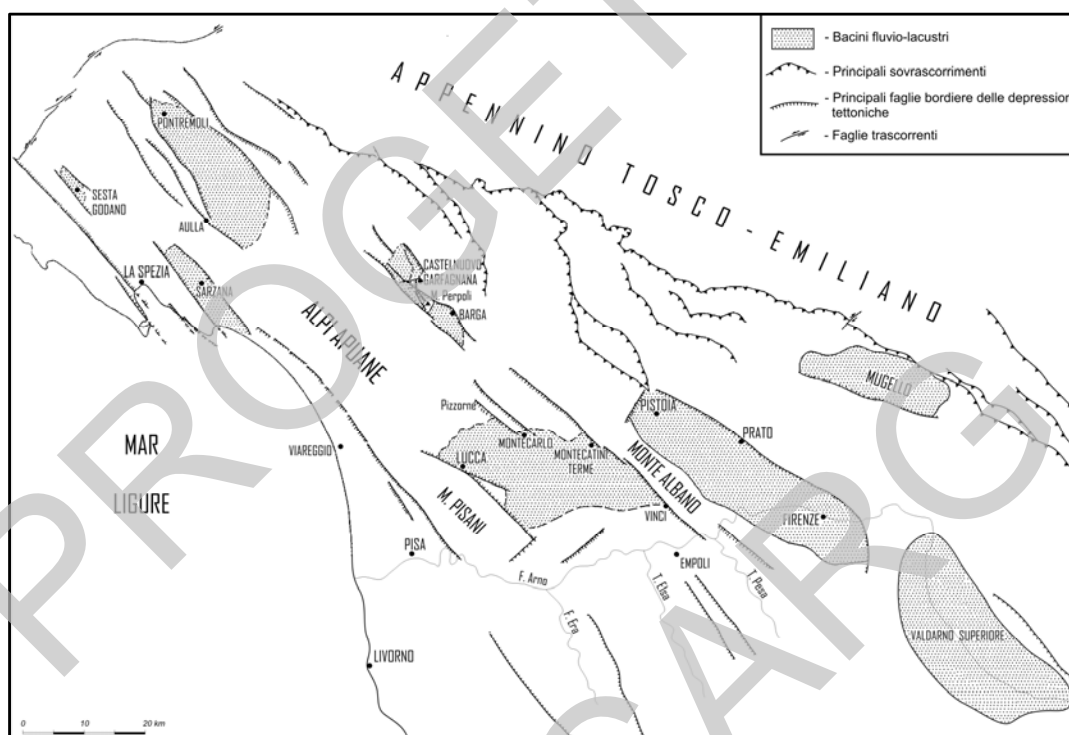 - Bacini fluvio-lacustri
- Principali sovrascorrimenti
- Principali faglie bordiere delle depression
tettoniche
- Faglie trascorrenti
APPENNINO TOSCO-EMILIANO
PONTREMOLI
SESTA
GODANO
AULLA
LA SPEZIA
SARZANA
CASTELNUOVO
GARFAGNANA
M. Perpoli
BARGA
ALPI APUANE
MUGELLO
Pizzorne
PISTOIA
PRATO
MONTECARLO
MONTECATINI
TERME
MAR
LIGURE
VIAREGGIO
LUCCA
MONTE ALBANO
M. PISANI
VINCI
FIRENZE
PISA
EMPOLI
F. Arno
T. Elsa
T. Pesa
F. Era
VALDARNO SUPERIORE
LIVORNO
0 10 20 km
PROGET
CARG